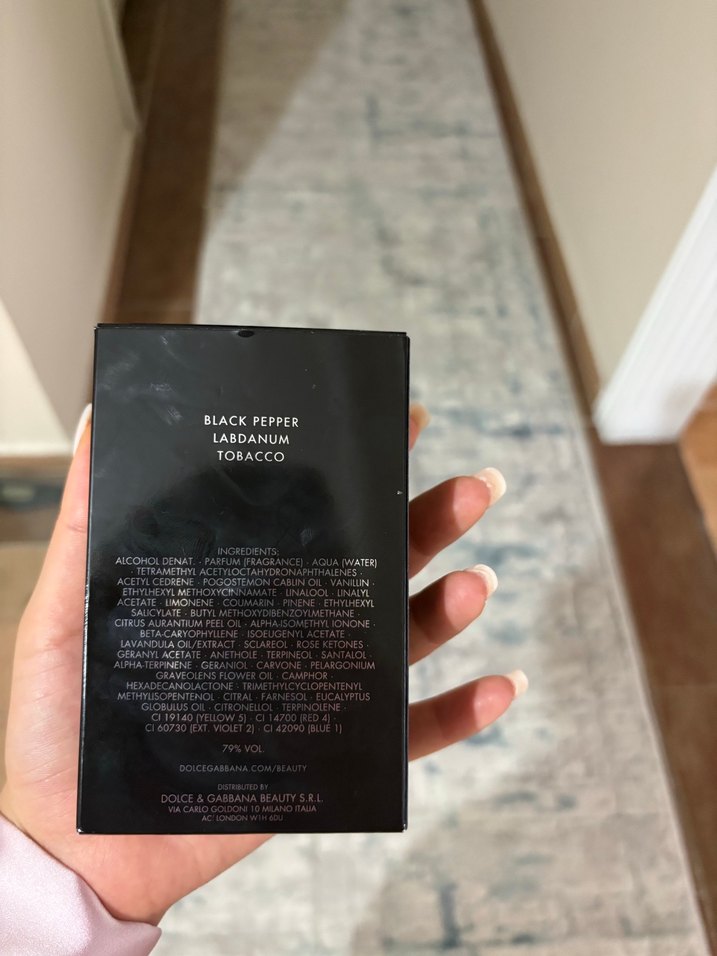 BLACK PEPPER
LABDANUM
TOBACCO
INGREDIENTS:
ALCOHOL DENAT. · PARFUM (FRAGRANCE) · AQUA (WATER)
· TETRAMETHYL ACETYLOCTAHYDRONAPHTHALENES ·
ACETYL CEDRENE · POGOSTEMON CABLIN OIL · VANILLIN ·
ETHYLHEXYL METHOXYCINNAMATE · LINALOOL · LINALYL
ACETATE · LIMONENE · COUMARIN · PINENE · ETHYLHEXYL
SALICYLATE · BUTYL METHOXYDIBENZOYLMETHANE ·
CITRUS AURANTIUM PEEL OIL · ALPHA-ISOMETHYL IONONE ·
BETA-CARYOPHYLLENE · ISOEUGENYL ACETATE ·
LAVANDULA OIL/EXTRACT · SCLAREOL · ROSE KETONES ·
GERANYL ACETATE · ANETHOLE · TERPINEOL · SANTALOL ·
ALPHA-TERPINENE · GERANIOL · CARVONE · PELARGONIUM
GRAVEOLENS FLOWER OIL · CAMPHOR ·
HEXADECANOLACTONE · TRIMETHYLCYCLOPENTENYL
METHYLISOPENTENOL · CITRAL · FARNESOL · EUCALYPTUS
GLOBULUS OIL · CITRONELLOL · TERPINOLENE ·
CI 19140 (YELLOW 5) · CI 14700 (RED 4) ·
CI 60730 (EXT. VIOLET 2) · CI 42090 (BLUE 1)
79% VOL.
DOLCEGABBANA.COM/BEAUTY
DISTRIBUTED BY
DOLCE & GABBANA BEAUTY S.R.L.
VIA CARLO GOLDONI 10 MILANO ITALIA
AC' LONDON W1H 6DU